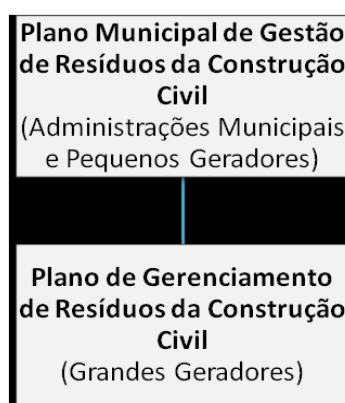 Plano Municipal de Gestão
de Resíduos da Construção
Civil
(Administrações Municipais
e Pequenos Geradores)
Plano de Gerenciamento
de Resíduos da Construção
Civil
(Grandes Geradores)